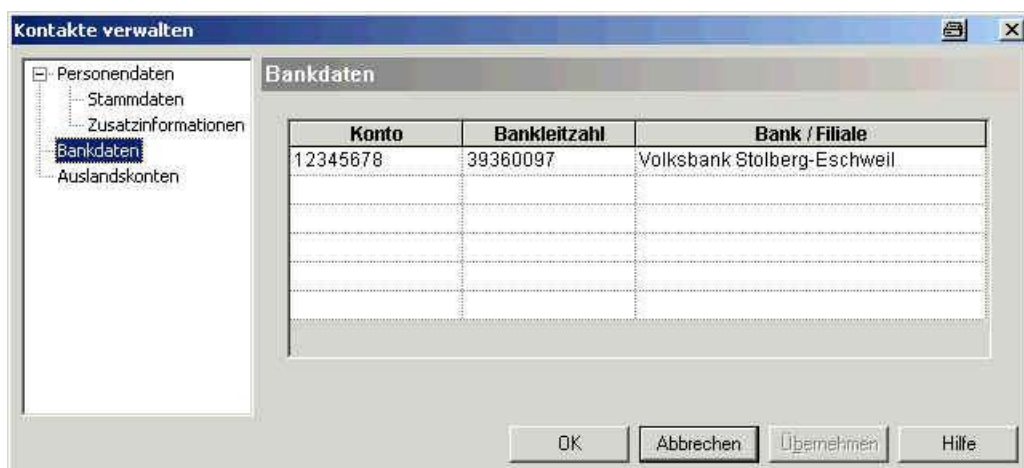 Kontakte verwalten
Personendaten
Stammdaten
Zusatzinformationen
Bankdaten
Auslandskonten
Bankdaten
Konto Bankleitzahl Bank / Filiale
12345678 39360097 Volksbank Stolberg-Eschweil
OK Abbrechen Übernehmen Hilfe